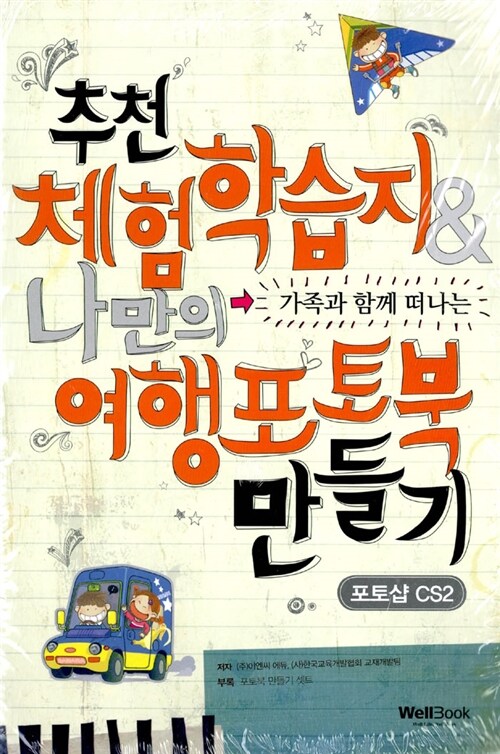 추천
체험학습지&
나만의
➡ 가족과 함께 떠나는
여행포토북
만들기
포토샵 CS2
저자 (주)이엔씨 에듀, (사)한국교육개발협회 교재개발팀
부록 포토북 만들기 셋트
WellBook